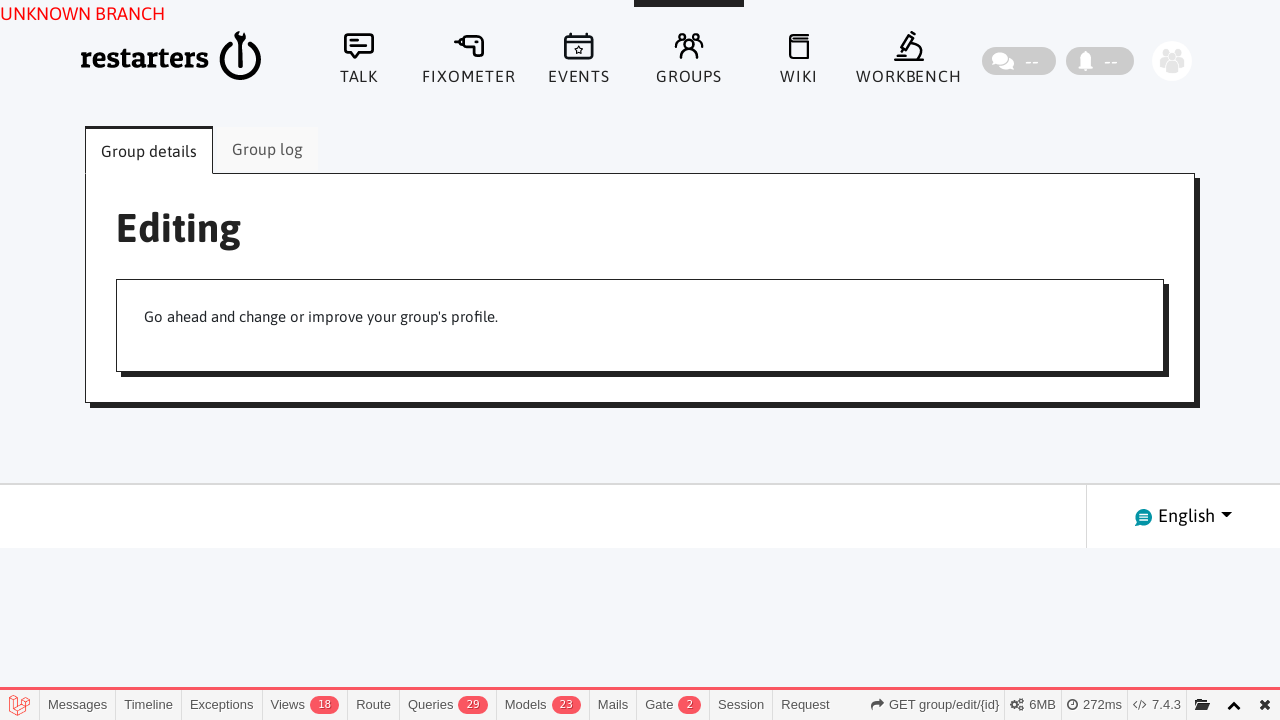 UNKNOWN BRANCH
restarters
TALK
FIXOMETER
EVENTS
GROUPS
WIKI
WORKBENCH
--
--
Group details
Group log
Editing
Go ahead and change or improve your group's profile.
English
Messages
Timeline
Exceptions
Views 18
Route
Queries 29
Models 23
Mails
Gate 2
Session
Request
GET group/edit/{id}
6MB
272ms
7.4.3